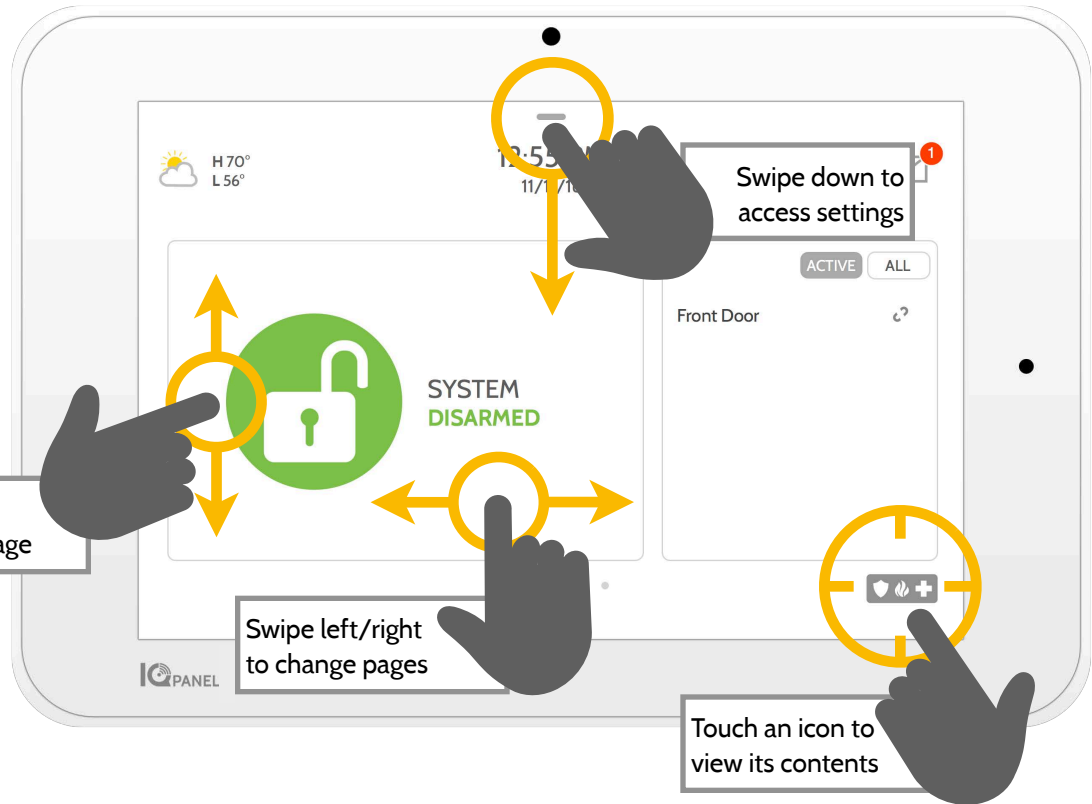 H 70°
L 56°
1
Swipe down to
access settings
ACTIVE ALL
Front Door
SYSTEM
DISARMED
Swipe left/right
to change pages
IQ PANEL
Touch an icon to
view its contents